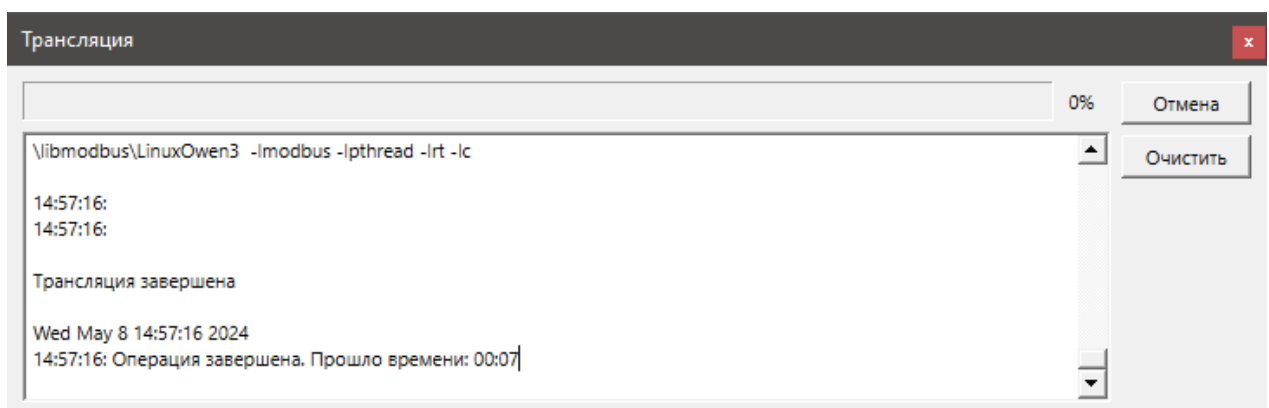 Трансляция
x
0%
Отмена
\libmodbus\LinuxOwen3 -lmodbus -lpthread -lrt -lc
Очистить
14:57:16:
14:57:16:
Трансляция завершена
Wed May 8 14:57:16 2024
14:57:16: Операция завершена. Прошло времени: 00:07